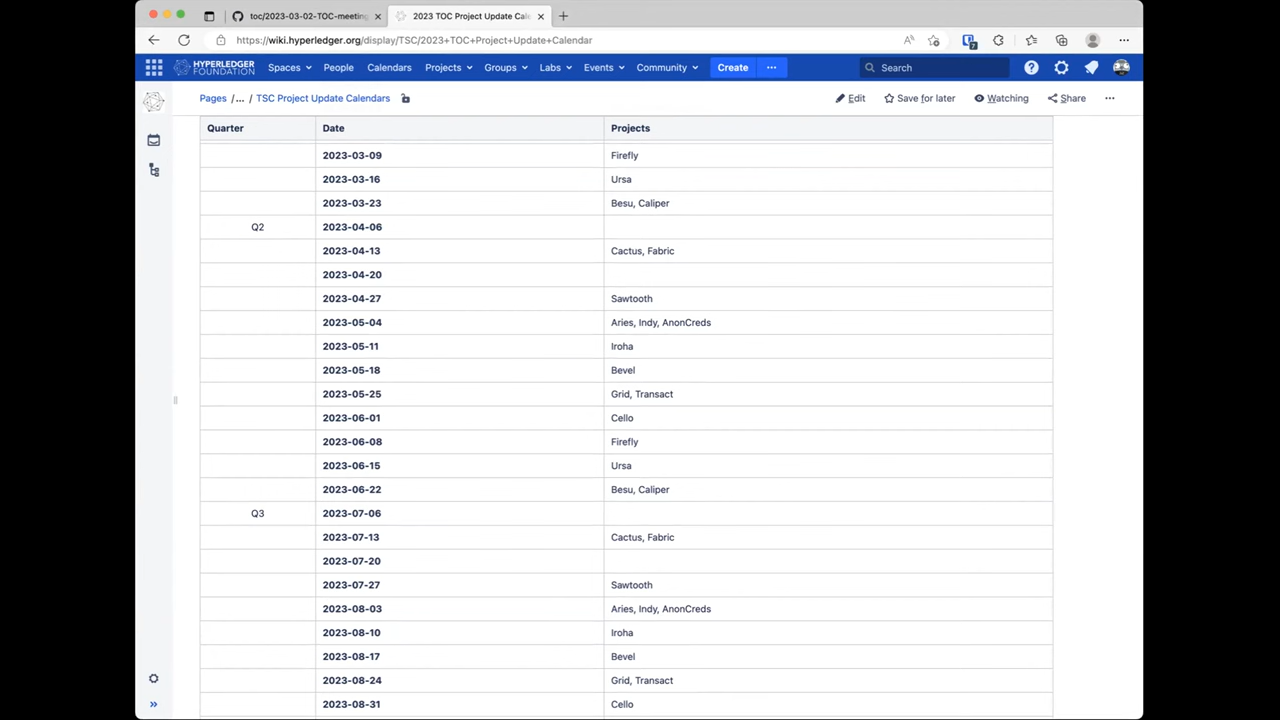 toc/2023-03-02-TOC-meeting
2023 TOC Project Update Cal
https://wiki.hyperledger.org/display/TSC/2023+TOC+Project+Update+Calendar
HYPERLEDGER FOUNDATION Spaces People Calendars Projects Groups Labs Events Community Create Search
Pages /... / TSC Project Update Calendars Edit Save for later Watching Share
Quarter Date Projects
2023-03-09 Firefly
2023-03-16 Ursa
2023-03-23 Besu, Caliper
Q2 2023-04-06
2023-04-13 Cactus, Fabric
2023-04-20
2023-04-27 Sawtooth
2023-05-04 Aries, Indy, AnonCreds
2023-05-11 Iroha
2023-05-18 Bevel
2023-05-25 Grid, Transact
2023-06-01 Cello
2023-06-08 Firefly
2023-06-15 Ursa
2023-06-22 Besu, Caliper
Q3 2023-07-06
2023-07-13 Cactus, Fabric
2023-07-20
2023-07-27 Sawtooth
2023-08-03 Aries, Indy, AnonCreds
2023-08-10 Iroha
2023-08-17 Bevel
2023-08-24 Grid, Transact
2023-08-31 Cello